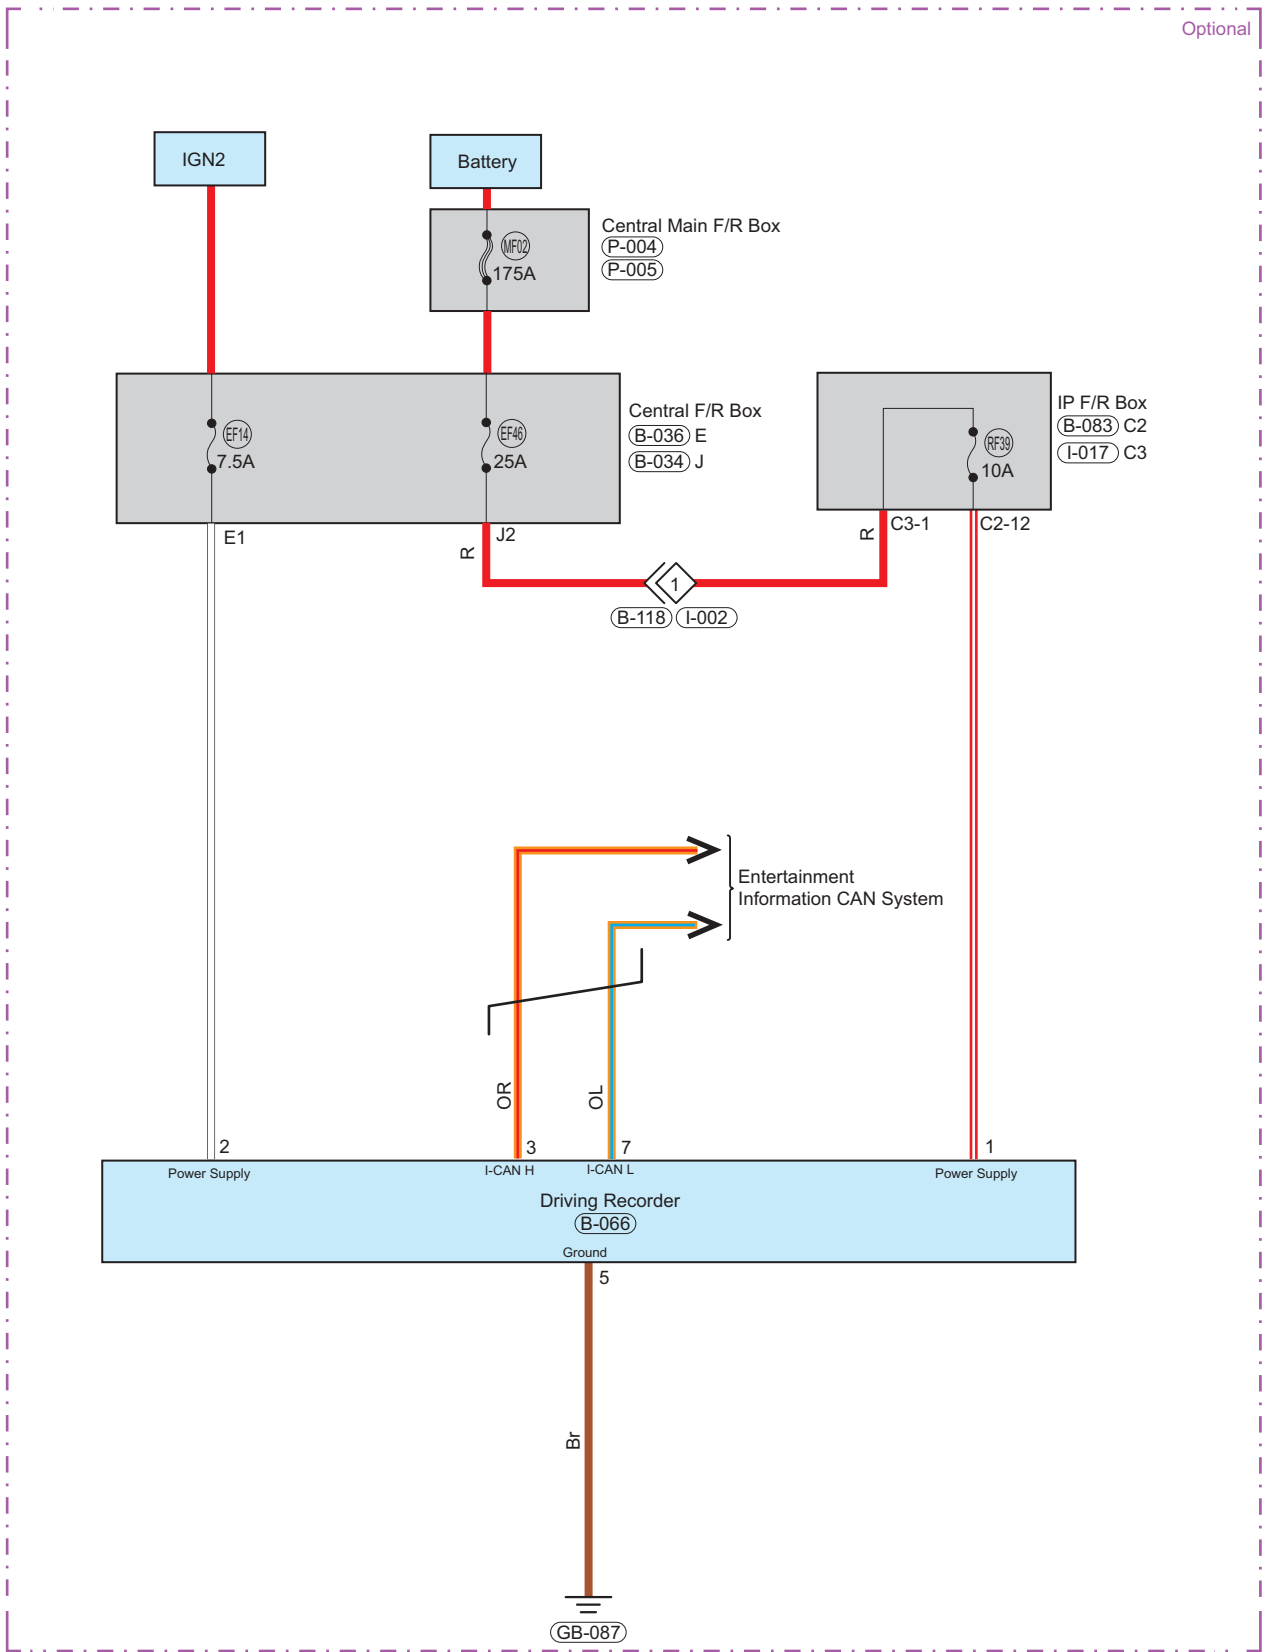 Optional
IGN2
Battery
Central Main F/R Box
P-004
P-005
MF02
175A
Central F/R Box
B-036 E
B-034 J
EF14
7.5A
EF46
25A
IP F/R Box
B-083 C2
I-017 C3
RF39
10A
E1
J2
R
R
C3-1
C2-12
1
B-118 I-002
Entertainment
Information CAN System
OR
OL
2
3
7
1
Power Supply
I-CAN H
I-CAN L
Power Supply
Driving Recorder
B-066
Ground
5
Br
GB-087